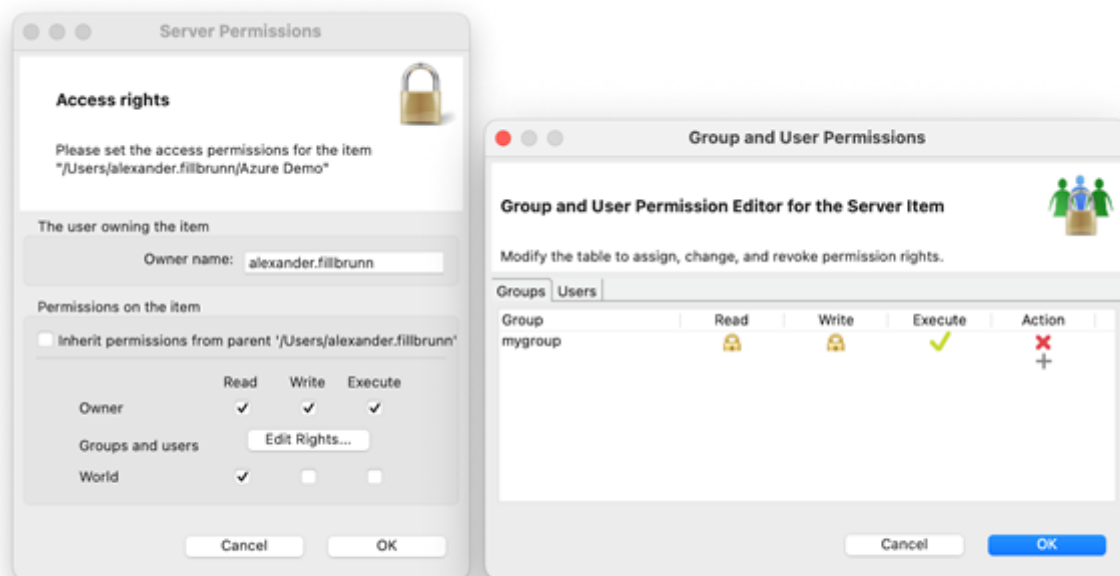 Server Permissions
Access rights
Please set the access permissions for the item
"/Users/alexander.fillbrunn/Azure Demo"
The user owning the item
Owner name: alexander.fillbrunn
Permissions on the item
Inherit permissions from parent '/Users/alexander.fillbrunn'
Read Write Execute
Owner
Groups and users Edit Rights...
World
Cancel OK
Group and User Permissions
Group and User Permission Editor for the Server Item
Modify the table to assign, change, and revoke permission rights.
Groups Users
Group Read Write Execute Action
mygroup
Cancel OK